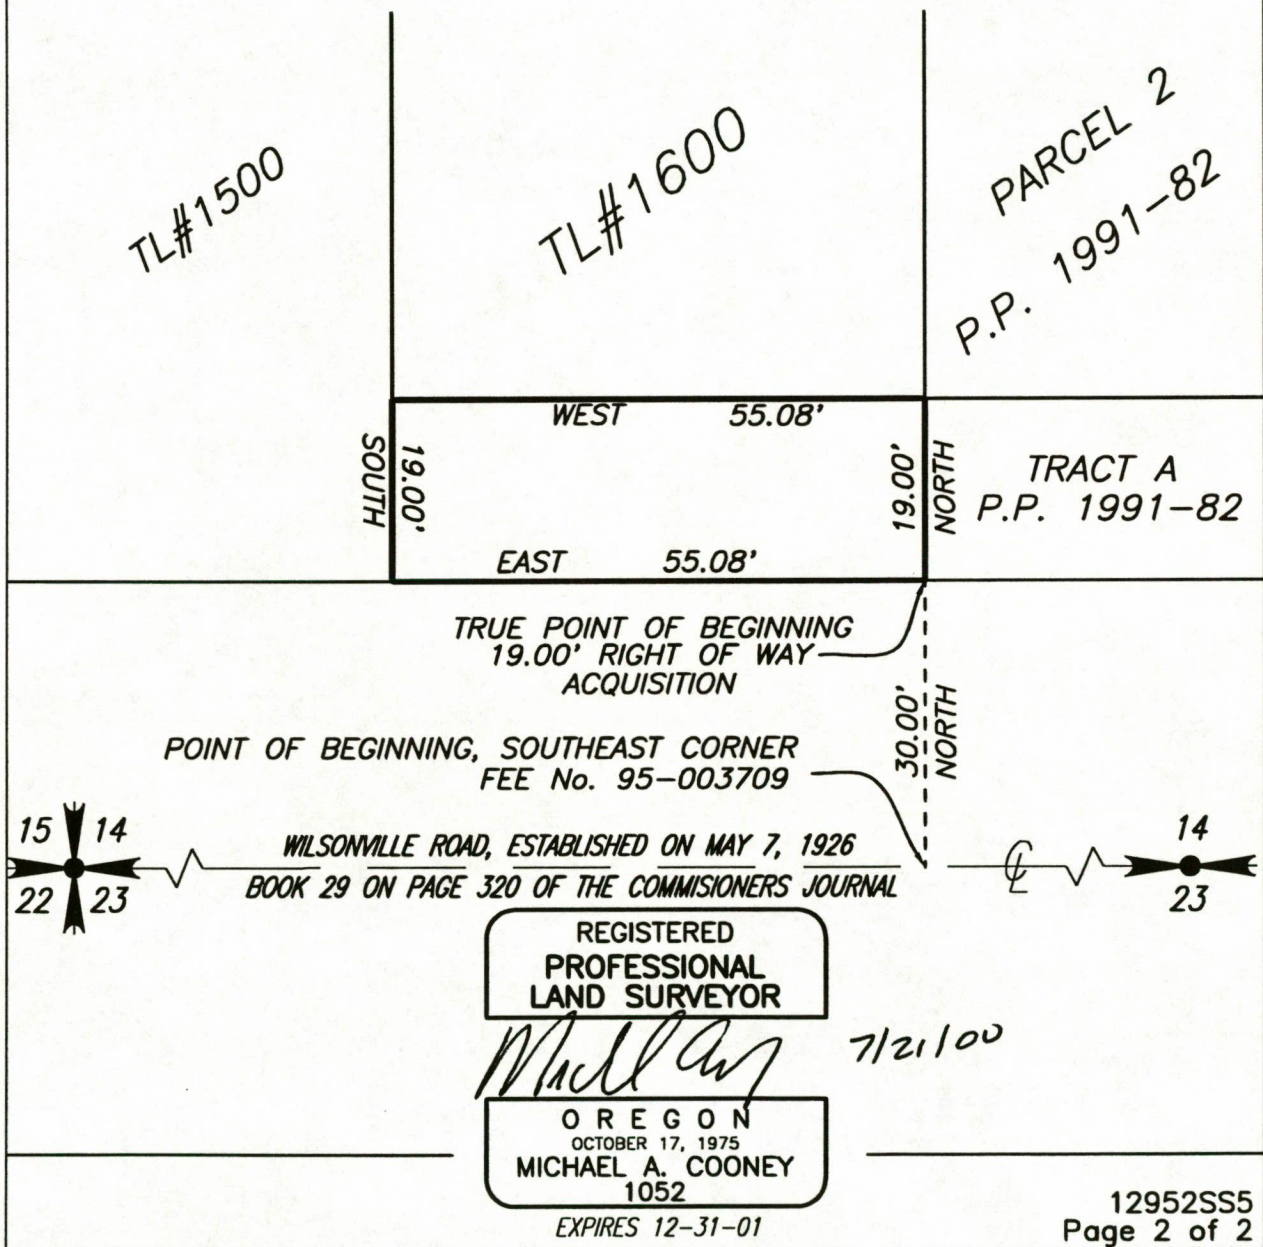 TL#1500
TL#1600
PARCEL 2
P.P. 1991-82
WEST 55.08'
SOUTH
19.00'
19.00'
NORTH
TRACT A
P.P. 1991-82
EAST 55.08'
TRUE POINT OF BEGINNING
19.00' RIGHT OF WAY
ACQUISITION
30.00'
NORTH
POINT OF BEGINNING, SOUTHEAST CORNER
FEE No. 95-003709
15 14
22 23
WILSONVILLE ROAD, ESTABLISHED ON MAY 7, 1926
BOOK 29 ON PAGE 320 OF THE COMMISIONERS JOURNAL
CL
14
23
REGISTERED
PROFESSIONAL
LAND SURVEYOR
7/21/00
OREGON
OCTOBER 17, 1975
MICHAEL A. COONEY
1052
EXPIRES 12-31-01
12952SS5
Page 2 of 2